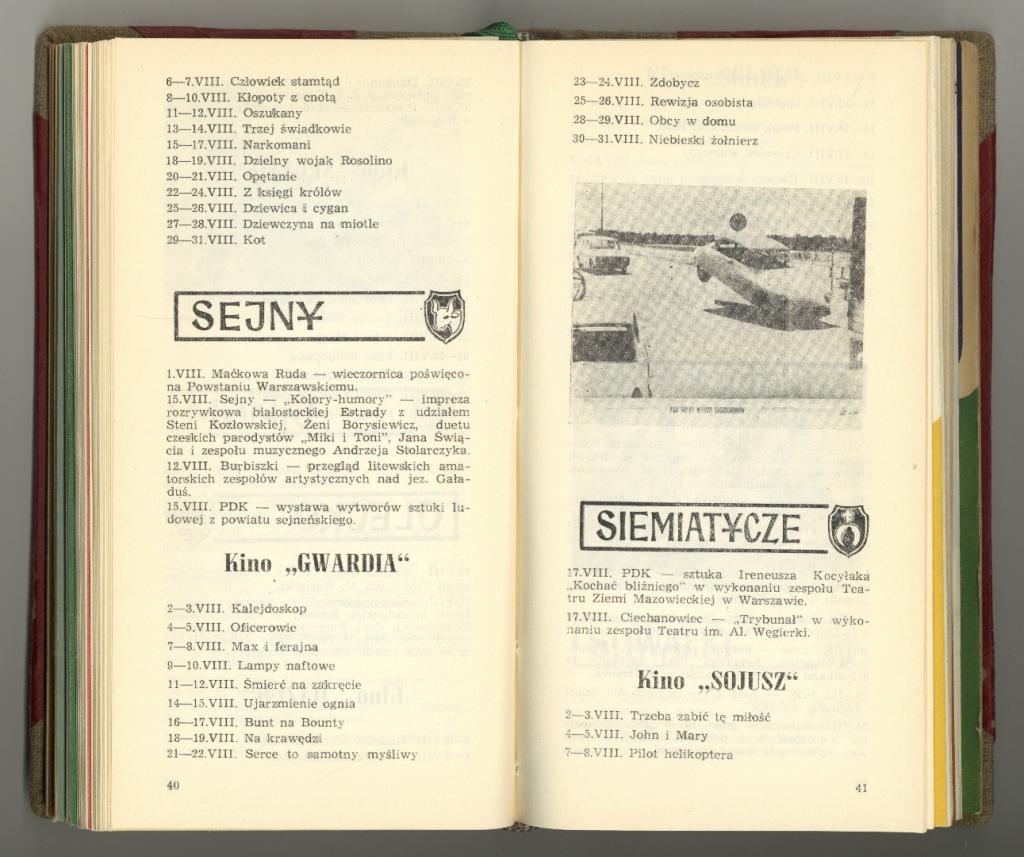 6—7.VIII. Człowiek stamtąd
8—10.VIII. Kłopoty z cnotą
11—12.VIII. Oszukany
13—14.VIII. Trzej świadkowie
15—17.VIII. Narkomani
18—19.VIII. Dzielny wojak Rosolino
20—21.VIII. Opętanie
22—24.VIII. Z księgi królów
25—26.VIII. Dziewica i cygan
27—28.VIII. Dziewczyna na miotle
29—31.VIII. Kot
SEJNY
1.VIII. Maćkowa Ruda — wieczornica poświęco-
na Powstaniu Warszawskiemu.
15.VIII. Sejny — „Kolory-humory” — impreza
rozrywkowa białostockiej Estrady z udziałem
Steni Kozłowskiej, Żeni Borysiewicz, duetu
czeskich parodystów „Miki i Toni”, Jana Świą-
cia i zespołu muzycznego Andrzeja Stolarczyka.
12.VIII. Burbiszki — przegląd litewskich ama-
torskich zespołów artystycznych nad jez. Gała-
duś.
15.VIII. PDK — wystawa wytworów sztuki lu-
dowej z powiatu sejneńskiego.
Kino „GWARDIA“
2—3.VIII. Kalejdoskop
4—5.VIII. Oficerowie
7—8.VIII. Max i ferajna
9—10.VIII. Lampy naftowe
11—12.VIII. Śmierć na zakręcie
14—15.VIII. Ujarzmienie ognia
16—17.VIII. Bunt na Bounty
18—19.VIII. Na krawędzi
21—22.VIII. Serce to samotny myśliwy
40
23—24.VIII. Zdobycz
25—26.VIII. Rewizja osobista
28—29.VIII. Obcy w domu
30—31.VIII. Niebieski żołnierz
SIEMIATYCZE
17.VIII. PDK — sztuka Ireneusza Kocyłaka
„Kochać bliźniego” w wykonaniu zespołu Tea-
tru Ziemi Mazowieckiej w Warszawie.
17.VIII. Ciechanowiec — „Trybunał” w wyko-
naniu zespołu Teatru im. Al. Węgierki.
Kino „SOJUSZ“
2—3.VIII. Trzeba zabić tę miłość
4—5.VIII. John i Mary
7—8.VIII. Pilot helikoptera
41